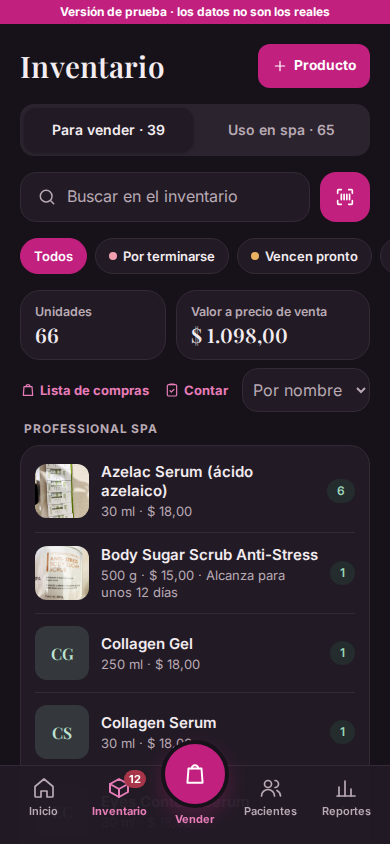 Versión de prueba · los datos no son los reales
Inventario
Producto
Para vender · 39
Uso en spa · 65
Buscar en el inventario
Todos
Por terminarse
Vencen pronto
Unidades
66
Valor a precio de venta
$ 1.098,00
Lista de compras
Contar
Por nombre
PROFESSIONAL SPA
Azelac Serum (ácido
azelaico)
30 ml · $ 18,00
6
Body Sugar Scrub Anti-Stress
500 g · $ 15,00 · Alcanza para
unos 12 días
1
CG
Collagen Gel
250 ml · $ 18,00
1
CS
Collagen Serum
30 ml · $ 18,00
1
12
Inicio
Inventario
Vender
Pacientes
Reportes